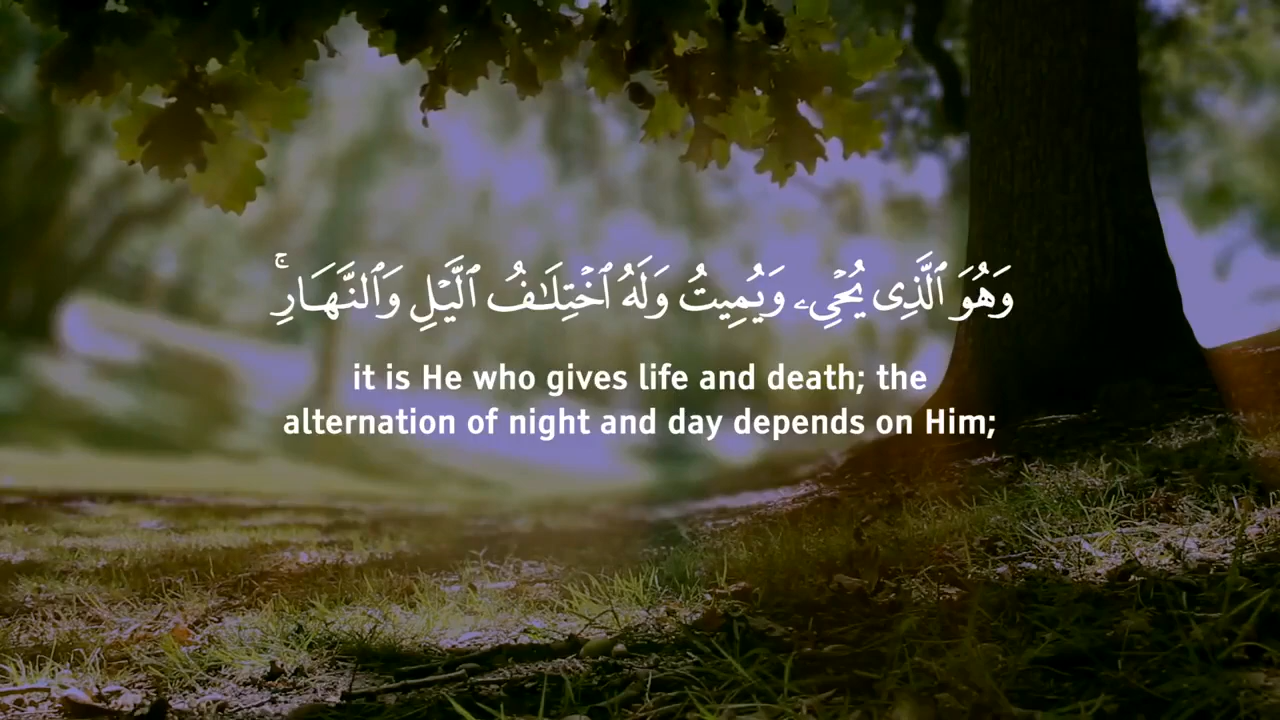 وَهُوَ ٱلَّذِى يُحْىِۦ وَيُمِيتُ وَلَهُ ٱخْتِلَـٰفُ ٱلَّيْلِ وَٱلنَّهَارِ ۚ
it is He who gives life and death; the
alternation of night and day depends on Him;